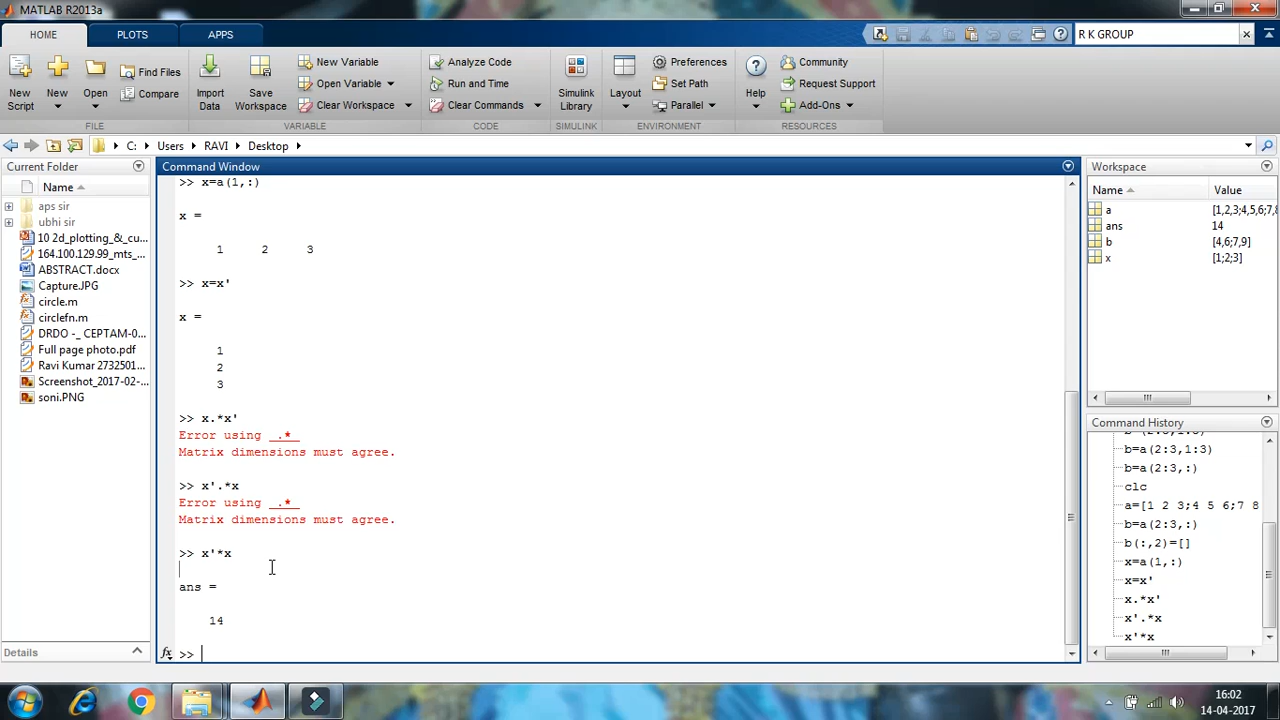 MATLAB R2013a
HOME PLOTS APPS R K GROUP
New Script
New
Open
Find Files
Compare
Import Data
Save Workspace
New Variable
Open Variable
Clear Workspace
Analyze Code
Run and Time
Clear Commands
Simulink Library
Layout
Preferences
Set Path
Parallel
Help
Community
Request Support
Add-Ons
FILE VARIABLE CODE SIMULINK ENVIRONMENT RESOURCES
C: Users RAVI Desktop
Current Folder
Name
aps sir
ubhi sir
10 2d_plotting_&_cu...
164.100.129.99_mts_...
ABSTRACT.docx
Capture.JPG
circle.m
circlefn.m
DRDO -_ CEPTAM-0...
Full page photo.pdf
Ravi Kumar 2732501...
Screenshot_2017-02-...
soni.PNG
Details
Command Window
>> x=a(1,:)
x =
1 2 3
>> x=x'
x =
1
2
3
>> x.*x'
Error using .*
Matrix dimensions must agree.
>> x'.*x
Error using .*
Matrix dimensions must agree.
>> x'*x
ans =
14
fx >>
Workspace
Name Value
a [1,2,3;4,5,6;7,8
ans 14
b [4,6;7,9]
x [1;2;3]
Command History
b=a(2:3,1:3)
b=a(2:3,:)
clc
a=[1 2 3;4 5 6;7 8
b=a(2:3,:)
b(:,2)=[]
x=a(1,:)
x=x'
x.*x'
x'.*x
x'*x
16:02
14-04-2017